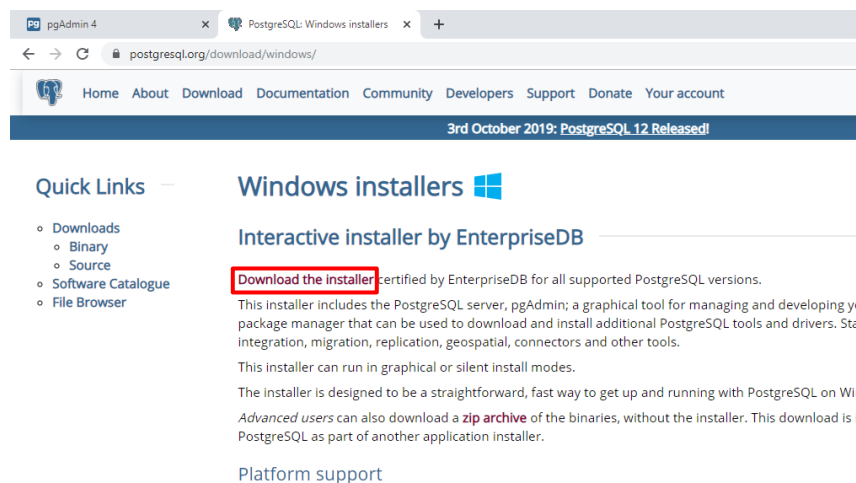 pgAdmin 4
PostgreSQL: Windows installers
postgresql.org/download/windows/
Home About Download Documentation Community Developers Support Donate Your account
3rd October 2019: PostgreSQL 12 Released!
Quick Links
Downloads
Binary
Source
Software Catalogue
File Browser
Windows installers
Interactive installer by EnterpriseDB
Download the installer certified by EnterpriseDB for all supported PostgreSQL versions.
This installer includes the PostgreSQL server, pgAdmin; a graphical tool for managing and developing
package manager that can be used to download and install additional PostgreSQL tools and drivers.
integration, migration, replication, geospatial, connectors and other tools.
This installer can run in graphical or silent install modes.
The installer is designed to be a straightforward, fast way to get up and running with PostgreSQL on
Advanced users can also download a zip archive of the binaries, without the installer. This download is
PostgreSQL as part of another application installer.
Platform support